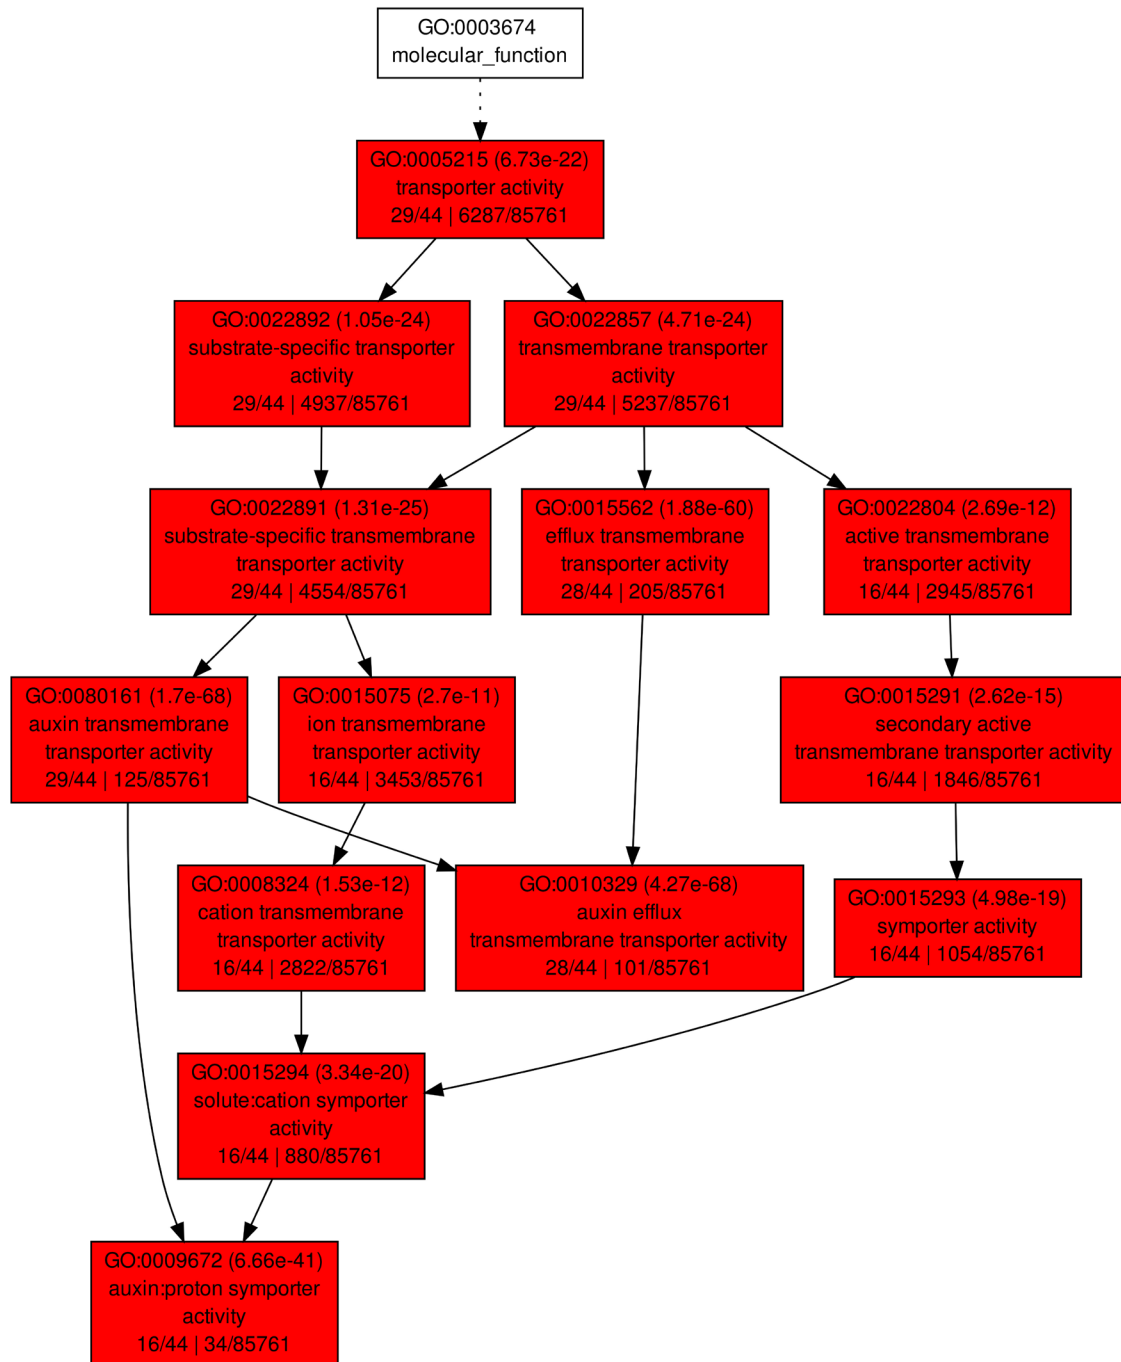 GO:0003674
molecular_function
GO:0005215 (6.73e-22)
transporter activity
29/44 | 6287/85761
GO:0022892 (1.05e-24)
substrate-specific transporter
activity
29/44 | 4937/85761
GO:0022857 (4.71e-24)
transmembrane transporter
activity
29/44 | 5237/85761
GO:0022891 (1.31e-25)
substrate-specific transmembrane
transporter activity
29/44 | 4554/85761
GO:0015562 (1.88e-60)
efflux transmembrane
transporter activity
28/44 | 205/85761
GO:0022804 (2.69e-12)
active transmembrane
transporter activity
16/44 | 2945/85761
GO:0080161 (1.7e-68)
auxin transmembrane
transporter activity
29/44 | 125/85761
GO:0015075 (2.7e-11)
ion transmembrane
transporter activity
16/44 | 3453/85761
GO:0015291 (2.62e-15)
secondary active
transmembrane transporter activity
16/44 | 1846/85761
GO:0008324 (1.53e-12)
cation transmembrane
transporter activity
16/44 | 2822/85761
GO:0010329 (4.27e-68)
auxin efflux
transmembrane transporter activity
28/44 | 101/85761
GO:0015293 (4.98e-19)
symporter activity
16/44 | 1054/85761
GO:0015294 (3.34e-20)
solute:cation symporter
activity
16/44 | 880/85761
GO:0009672 (6.66e-41)
auxin:proton symporter
activity
16/44 | 34/85761